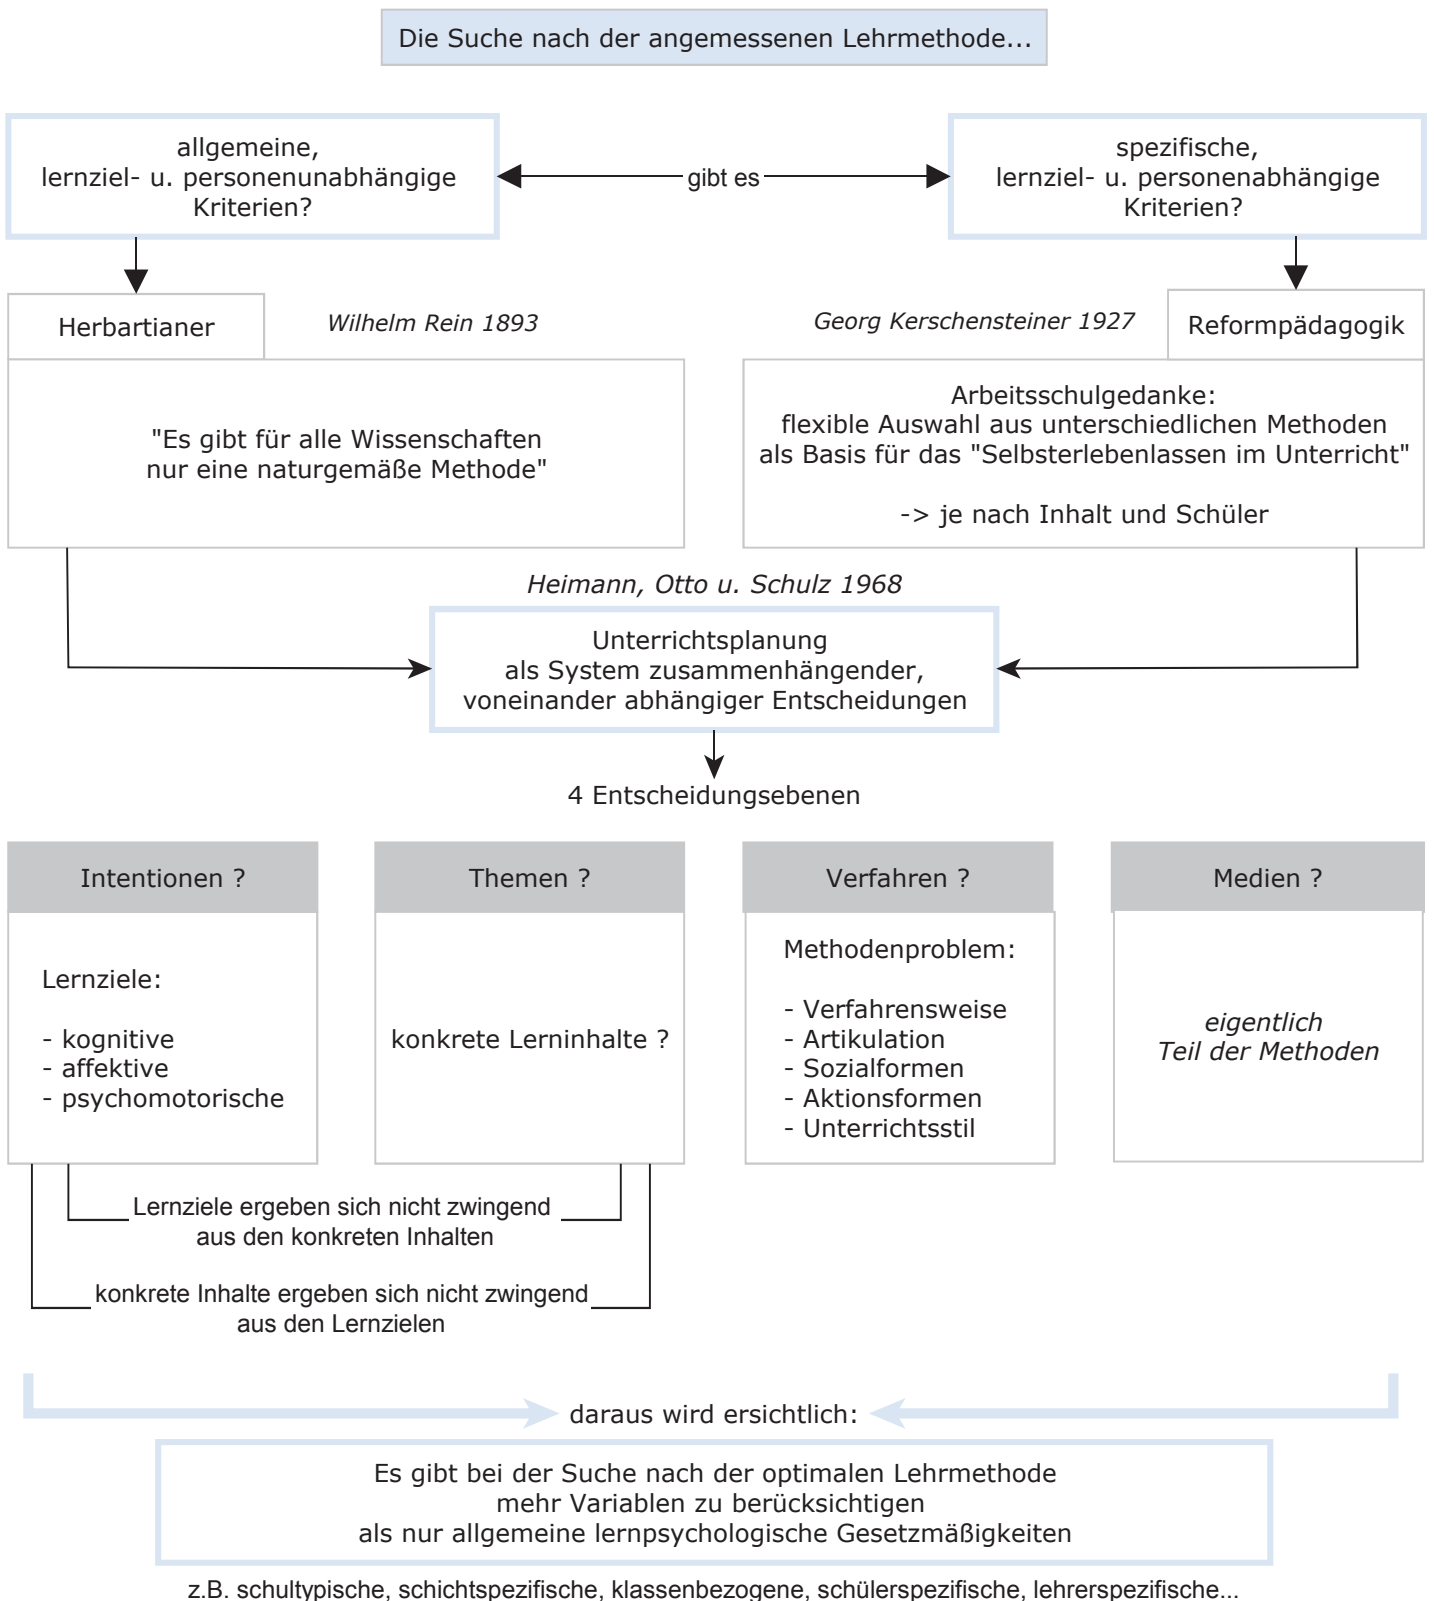 Die Suche nach der angemessenen Lehrmethode...
allgemeine,
lernziel- u. personenunabhängige
Kriterien?
gibt es
spezifische,
lernziel- u. personenabhängige
Kriterien?
Herbartianer
Wilhelm Rein 1893
"Es gibt für alle Wissenschaften
nur eine naturgemäße Methode"
Georg Kerschensteiner 1927
Reformpädagogik
Arbeitsschulgedanke:
flexible Auswahl aus unterschiedlichen Methoden
als Basis für das "Selbsterlebenlassen im Unterricht"
-> je nach Inhalt und Schüler
Heimann, Otto u. Schulz 1968
Unterrichtsplanung
als System zusammenhängender,
voneinander abhängiger Entscheidungen
4 Entscheidungsebenen
Intentionen ?
Lernziele:
- kognitive
- affektive
- psychomotorische
Themen ?
konkrete Lerninhalte ?
Verfahren ?
Methodenproblem:
- Verfahrensweise
- Artikulation
- Sozialformen
- Aktionsformen
- Unterrichtsstil
Medien ?
eigentlich
Teil der Methoden
Lernziele ergeben sich nicht zwingend
aus den konkreten Inhalten
konkrete Inhalte ergeben sich nicht zwingend
aus den Lernzielen
daraus wird ersichtlich:
Es gibt bei der Suche nach der optimalen Lehrmethode
mehr Variablen zu berücksichtigen
als nur allgemeine lernpsychologische Gesetzmäßigkeiten
z.B. schultypische, schichtspezifische, klassenbezogene, schülerspezifische, lehrerspezifische...